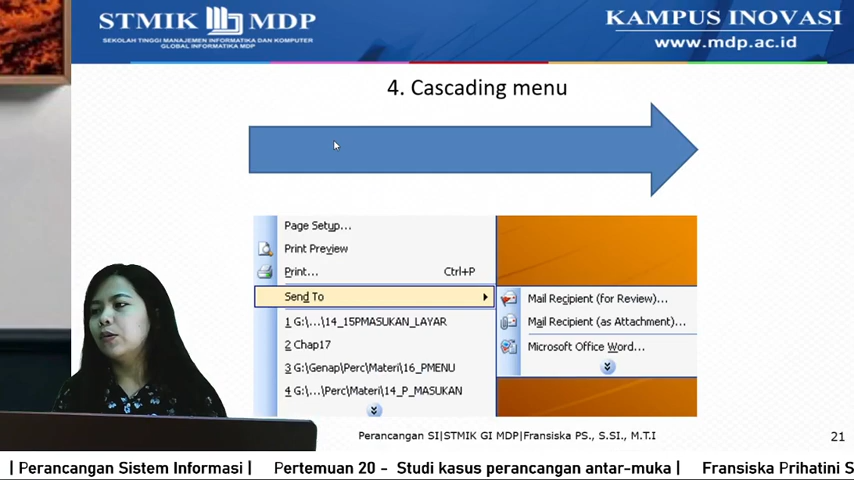 STMIK MDP
SEKOLAH TINGGI MANAJEMEN INFORMATIKA DAN KOMPUTER
GLOBAL INFORMATIKA MDP
KAMPUS INOVASI
www.mdp.ac.id
4. Cascading menu
Page Setup...
Print Preview
Print... Ctrl+P
Send To
Mail Recipient (for Review)...
1 G:\...\14_15PMASUKAN_LAYAR
Mail Recipient (as Attachment)...
2 Chap17
Microsoft Office Word...
3 G:\Genap\Perc\Materi\16_PMENU
4 G:\...\Perc\Materi\14_P_MASUKAN
Perancangan SI|STMIK GI MDP|Fransiska PS., S.SI., M.T.I
21
| Perancangan Sistem Informasi | Pertemuan 20 - Studi kasus perancangan antar-muka | Fransiska Prihatini S